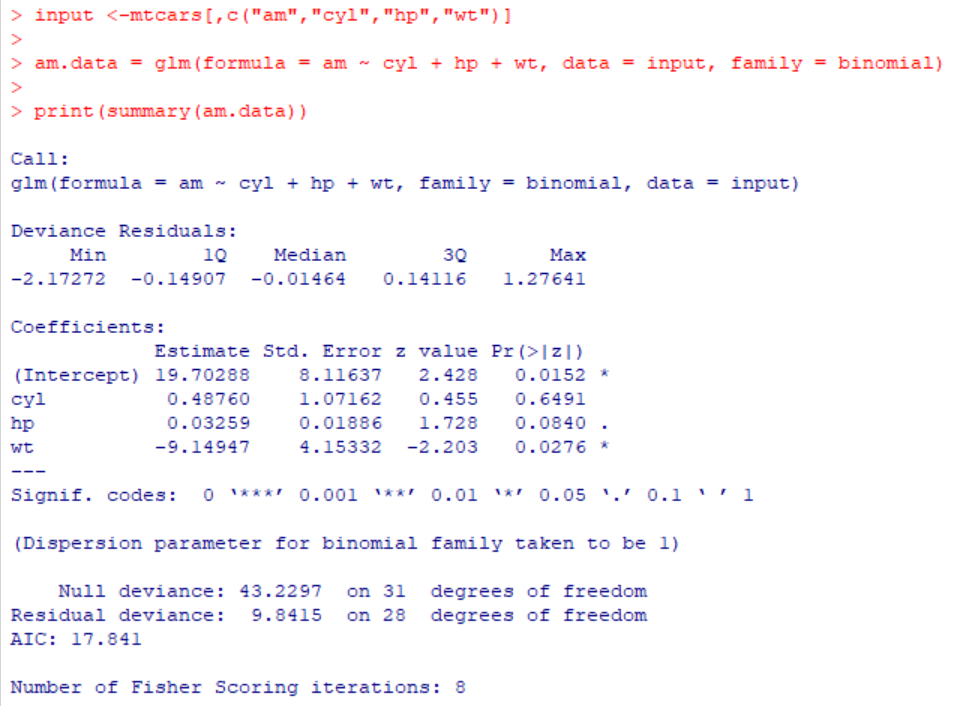 > input <-mtcars[,c("am","cyl","hp","wt")]
>
> am.data = glm(formula = am ~ cyl + hp + wt, data = input, family = binomial)
>
> print(summary(am.data))
Call:
glm(formula = am ~ cyl + hp + wt, family = binomial, data = input)
Deviance Residuals:
     Min        1Q    Median        3Q       Max
-2.17272  -0.14907  -0.01464   0.14116   1.27641
Coefficients:
            Estimate Std. Error z value Pr(>|z|)
(Intercept) 19.70288    8.11637   2.428   0.0152 *
cyl          0.48760    1.07162   0.455   0.6491
hp           0.03259    0.01886   1.728   0.0840 .
wt          -9.14947    4.15332  -2.203   0.0276 *
---
Signif. codes:  0 ‘***’ 0.001 ‘**’ 0.01 ‘*’ 0.05 ‘.’ 0.1 ‘ ’ 1
(Dispersion parameter for binomial family taken to be 1)
    Null deviance: 43.2297  on 31  degrees of freedom
Residual deviance:  9.8415  on 28  degrees of freedom
AIC: 17.841
Number of Fisher Scoring iterations: 8